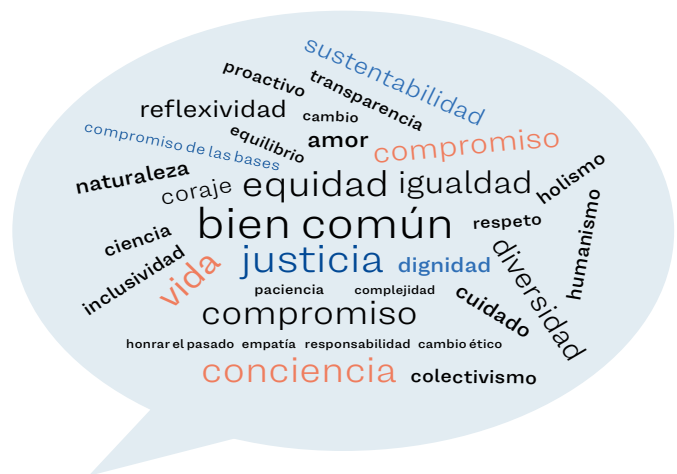 sustentabilidad
proactivo
transparencia
reflexividad
cambio
compromiso de las bases
equilibrio
amor
compromiso
naturaleza
coraje
equidad
igualdad
holismo
bien común
respeto
humanismo
ciencia
inclusividad
vida
justicia
dignidad
diversidad
paciencia
complejidad
cuidado
compromiso
honrar el pasado
empatía
responsabilidad
cambio ético
conciencia
colectivismo